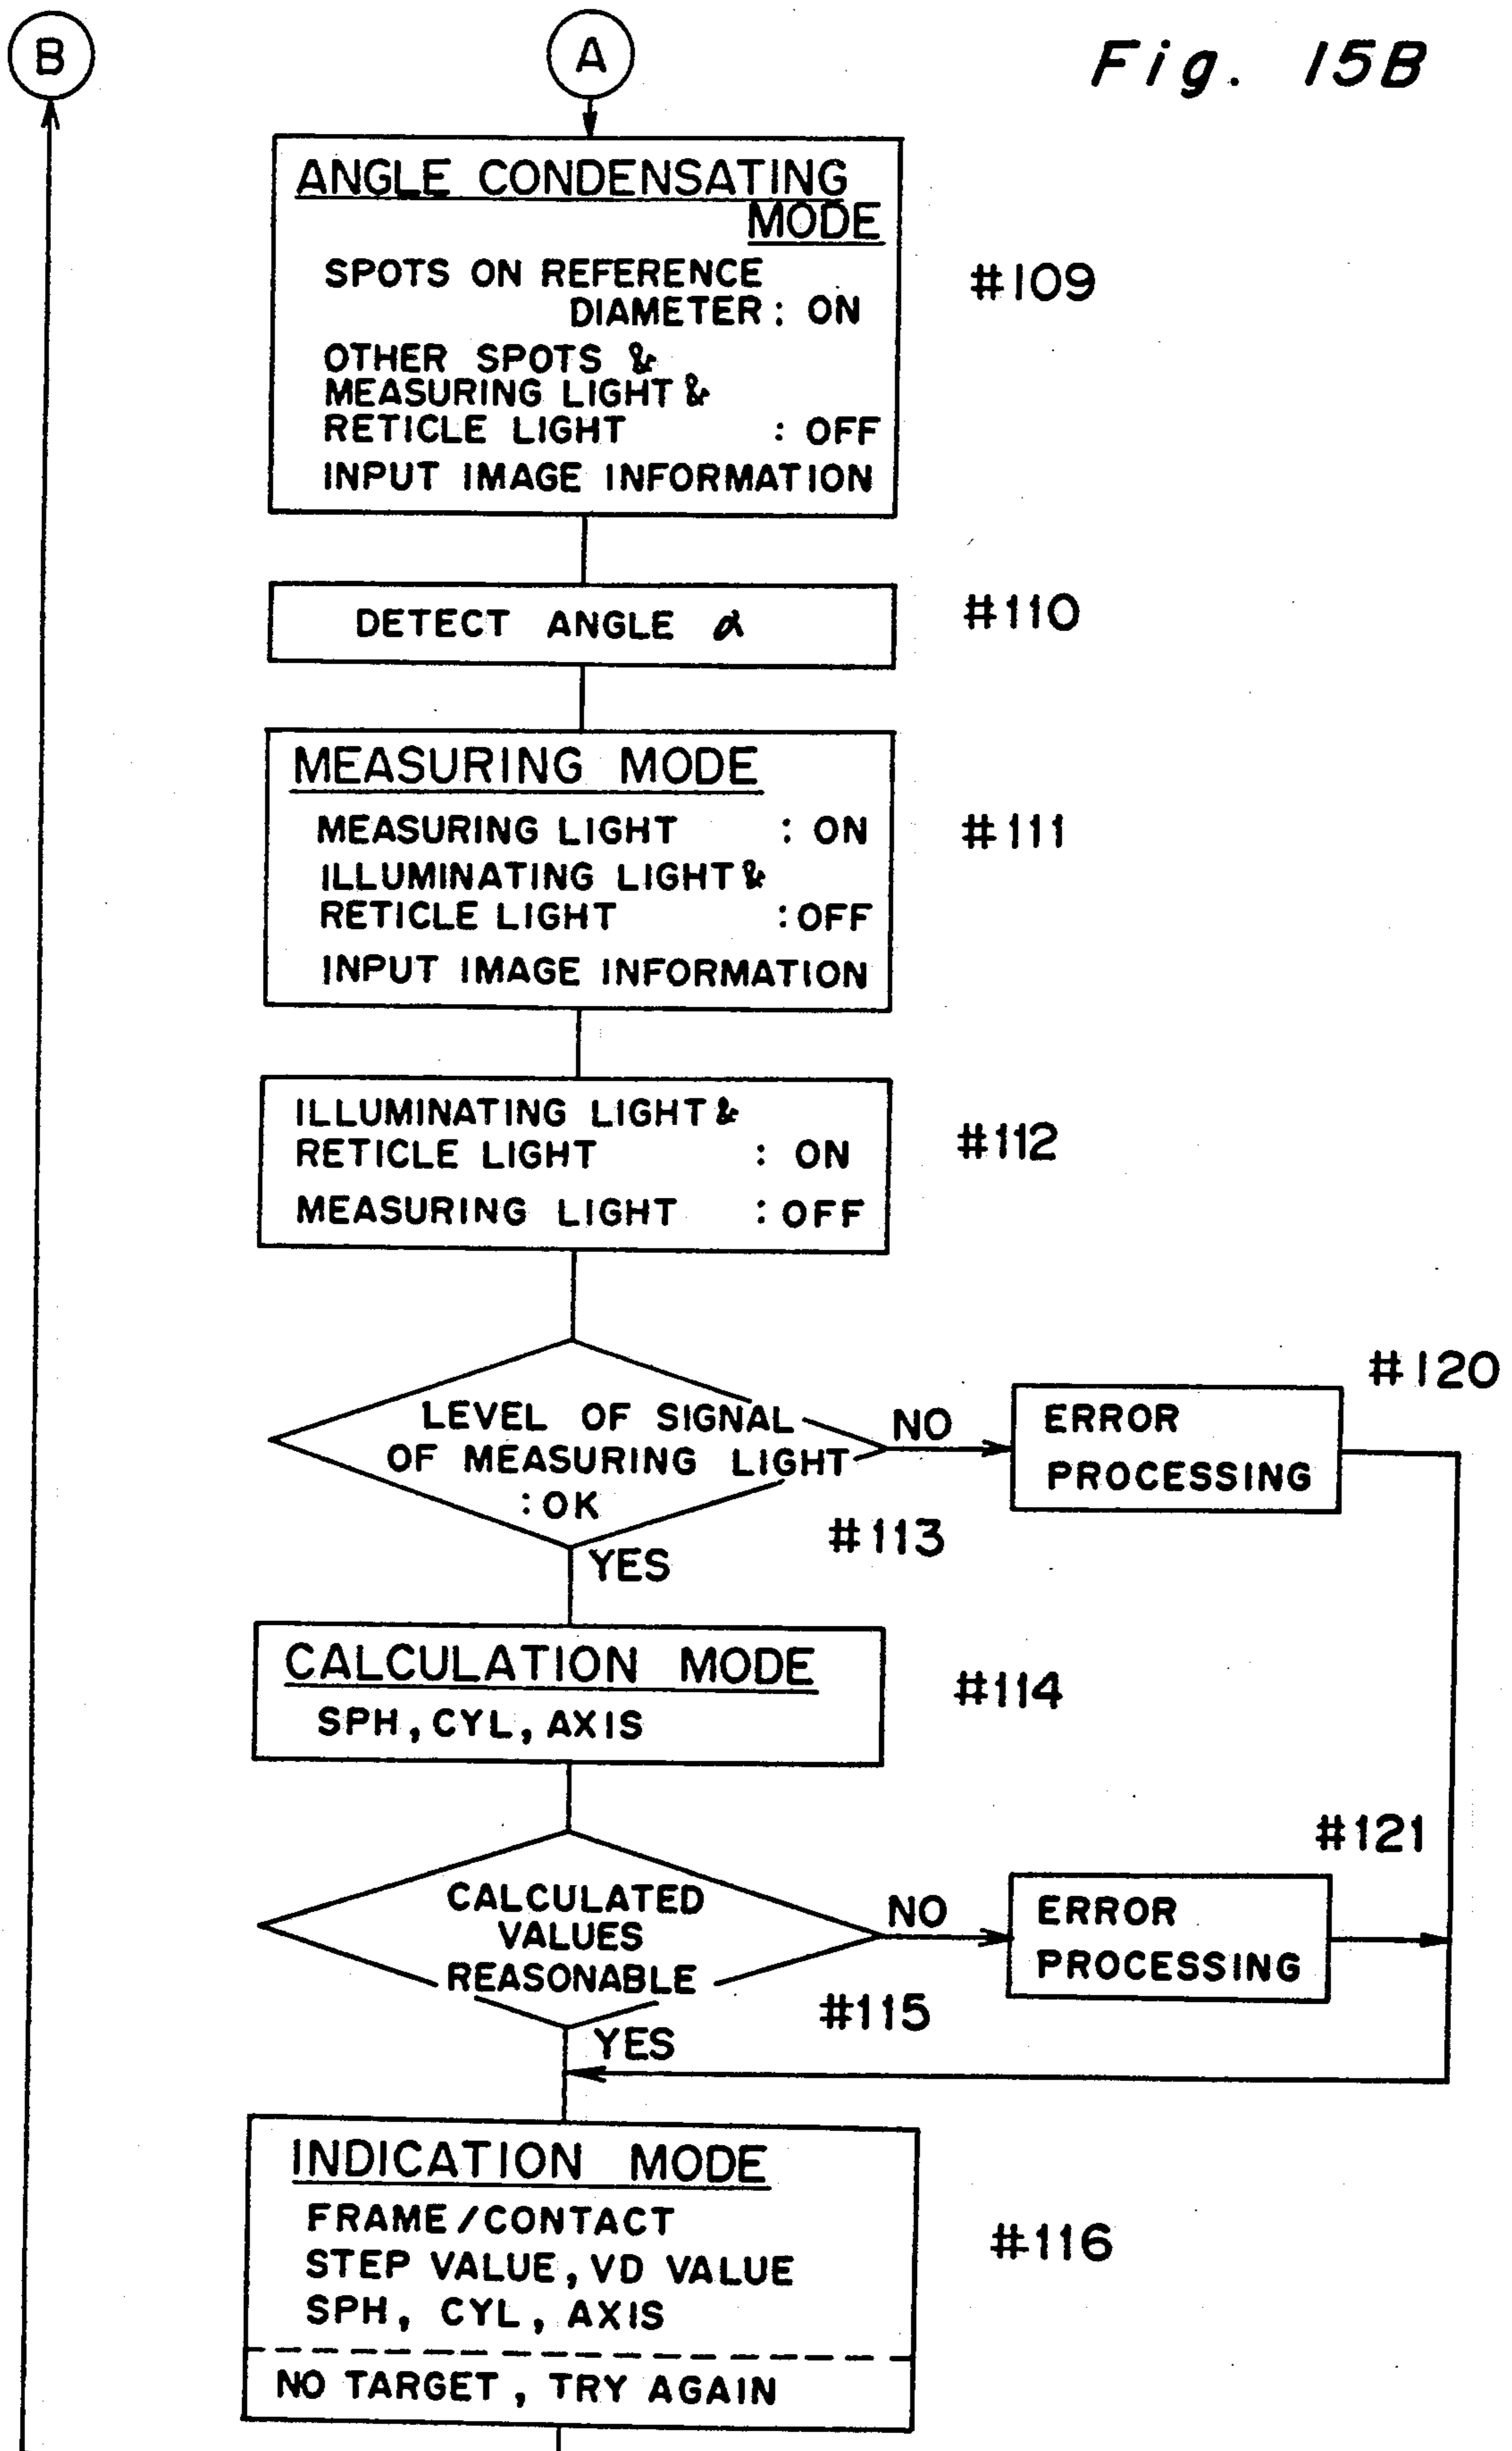 B
A
Fig. 15B
ANGLE CONDENSATING
MODE
SPOTS ON REFERENCE
DIAMETER : ON
OTHER SPOTS &
MEASURING LIGHT &
RETICLE LIGHT : OFF
INPUT IMAGE INFORMATION
#109
DETECT ANGLE α
#110
MEASURING MODE
MEASURING LIGHT : ON
ILLUMINATING LIGHT &
RETICLE LIGHT : OFF
INPUT IMAGE INFORMATION
#111
ILLUMINATING LIGHT &
RETICLE LIGHT : ON
MEASURING LIGHT : OFF
#112
LEVEL OF SIGNAL
OF MEASURING LIGHT
: OK
#113
NO
ERROR
PROCESSING
#120
YES
CALCULATION MODE
SPH, CYL, AXIS
#114
CALCULATED
VALUES
REASONABLE
#115
NO
ERROR
PROCESSING
#121
YES
INDICATION MODE
FRAME/CONTACT
STEP VALUE, VD VALUE
SPH, CYL, AXIS
NO TARGET, TRY AGAIN
#116